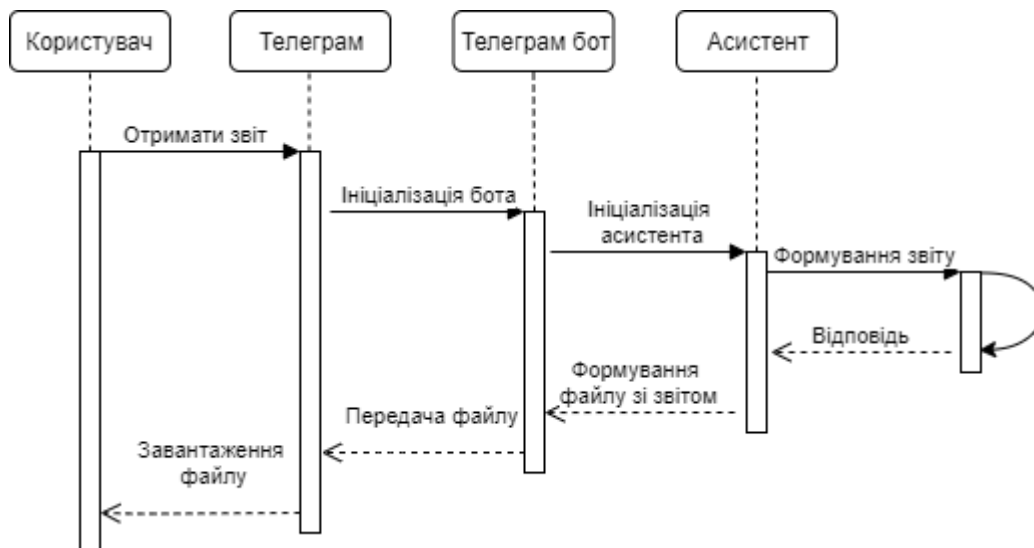 Користувач
Телеграм
Телеграм бот
Асистент
Отримати звіт
Ініціалізація бота
Ініціалізація
асистента
Формування звіту
Відповідь
Формування
файлу зі звітом
Передача файлу
Завантаження
файлу